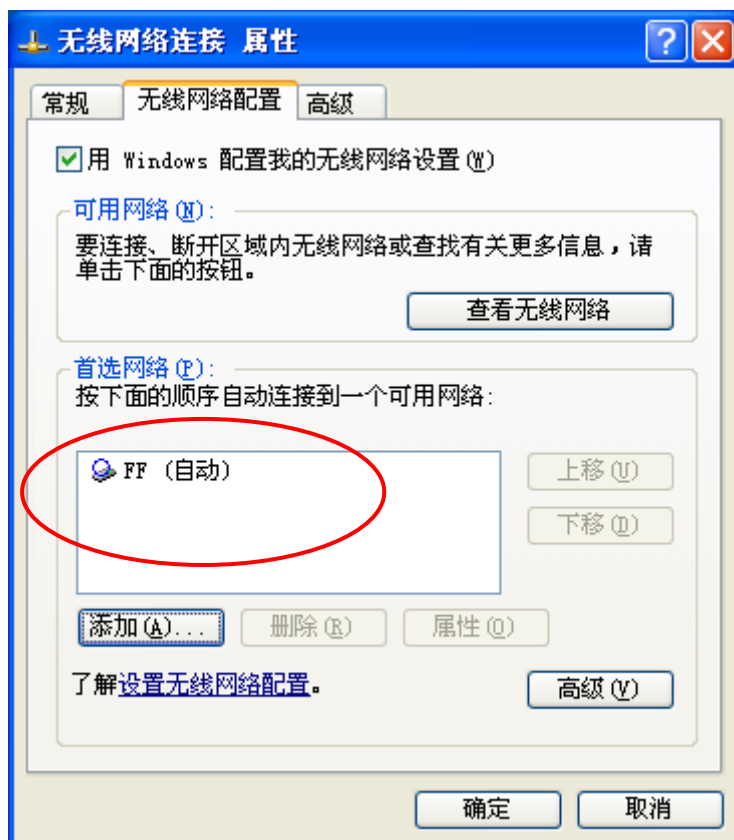 无线网络连接 属性
常规
无线网络配置
高级
用 Windows 配置我的无线网络设置(W)
可用网络(N):
要连接、断开区域内无线网络或查找有关更多信息，请
单击下面的按钮。
查看无线网络
首选网络(P):
按下面的顺序自动连接到一个可用网络:
FF (自动)
上移(U)
下移(D)
添加(A)...
删除(R)
属性(O)
了解设置无线网络配置。
高级(V)
确定
取消